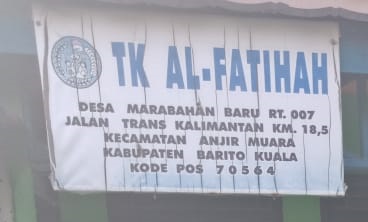 TK AL-FATIHAH
DESA MARABAHAN BARU RT. 007
JALAN TRANS KALIMANTAN KM. 18,5
KECAMATAN ANJIR MUARA
KABUPATEN BARITO KUALA
KODE POS 70564